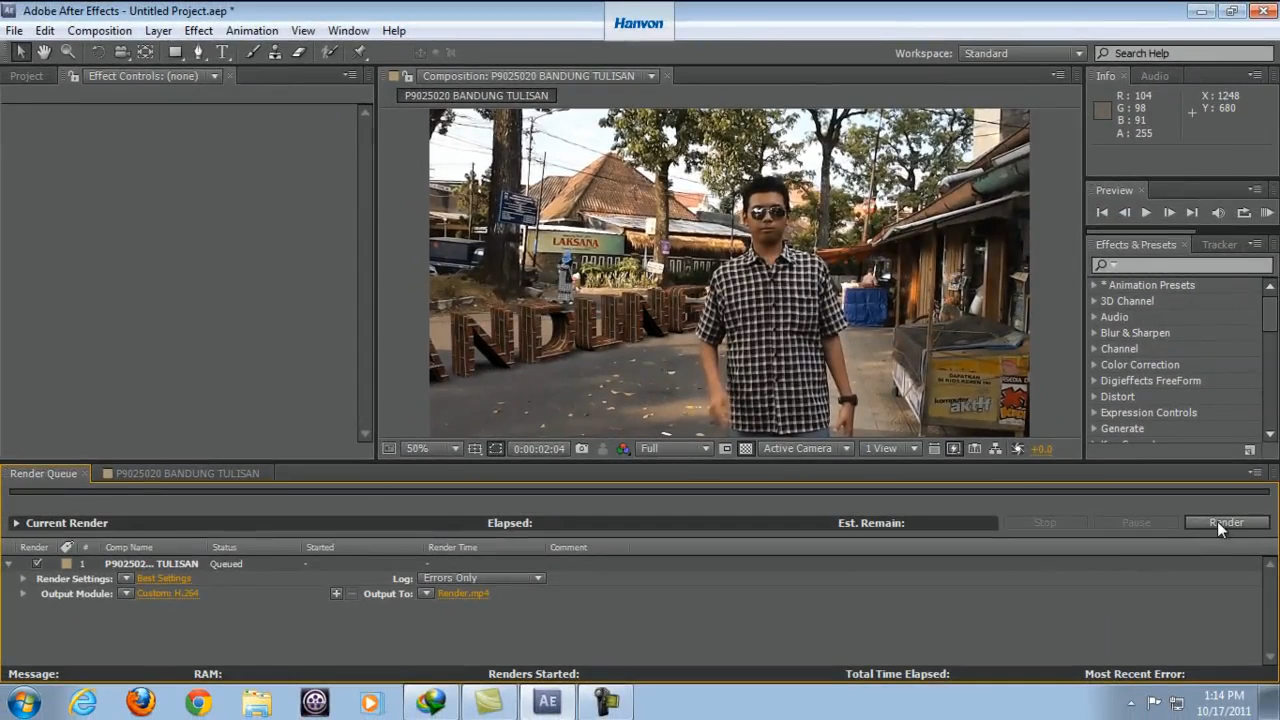 Adobe After Effects - Untitled Project.aep *
Hanvon
File Edit Composition Layer Effect Animation View Window Help
Workspace: Standard Search Help
Project Effect Controls: (none) Composition: P9025020 BANDUNG TULISAN Info Audio
P9025020 BANDUNG TULISAN
R: 104 X: 1248
G: 98 Y: 680
B: 91
A: 255
Preview
Effects & Presets Tracker
* Animation Presets
3D Channel
Audio
Blur & Sharpen
Channel
Color Correction
Digieffects FreeForm
Distort
Expression Controls
Generate
LAKSANA
NDUNG
DAPATKAN
komputer
aktif
50% 0:00:02:04 Full Active Camera 1 View +0.0
Render Queue P9025020 BANDUNG TULISAN
Current Render Elapsed: Est. Remain: Stop Pause Render
Render # Comp Name Status Started Render Time Comment
1 P902502... TULISAN Queued - -
Render Settings: Best Settings Log: Errors Only
Output Module: Custom: H.264 Output To: Render.mp4
Message: RAM: Renders Started: Total Time Elapsed: Most Recent Error:
Ae
1:14 PM
10/17/2011